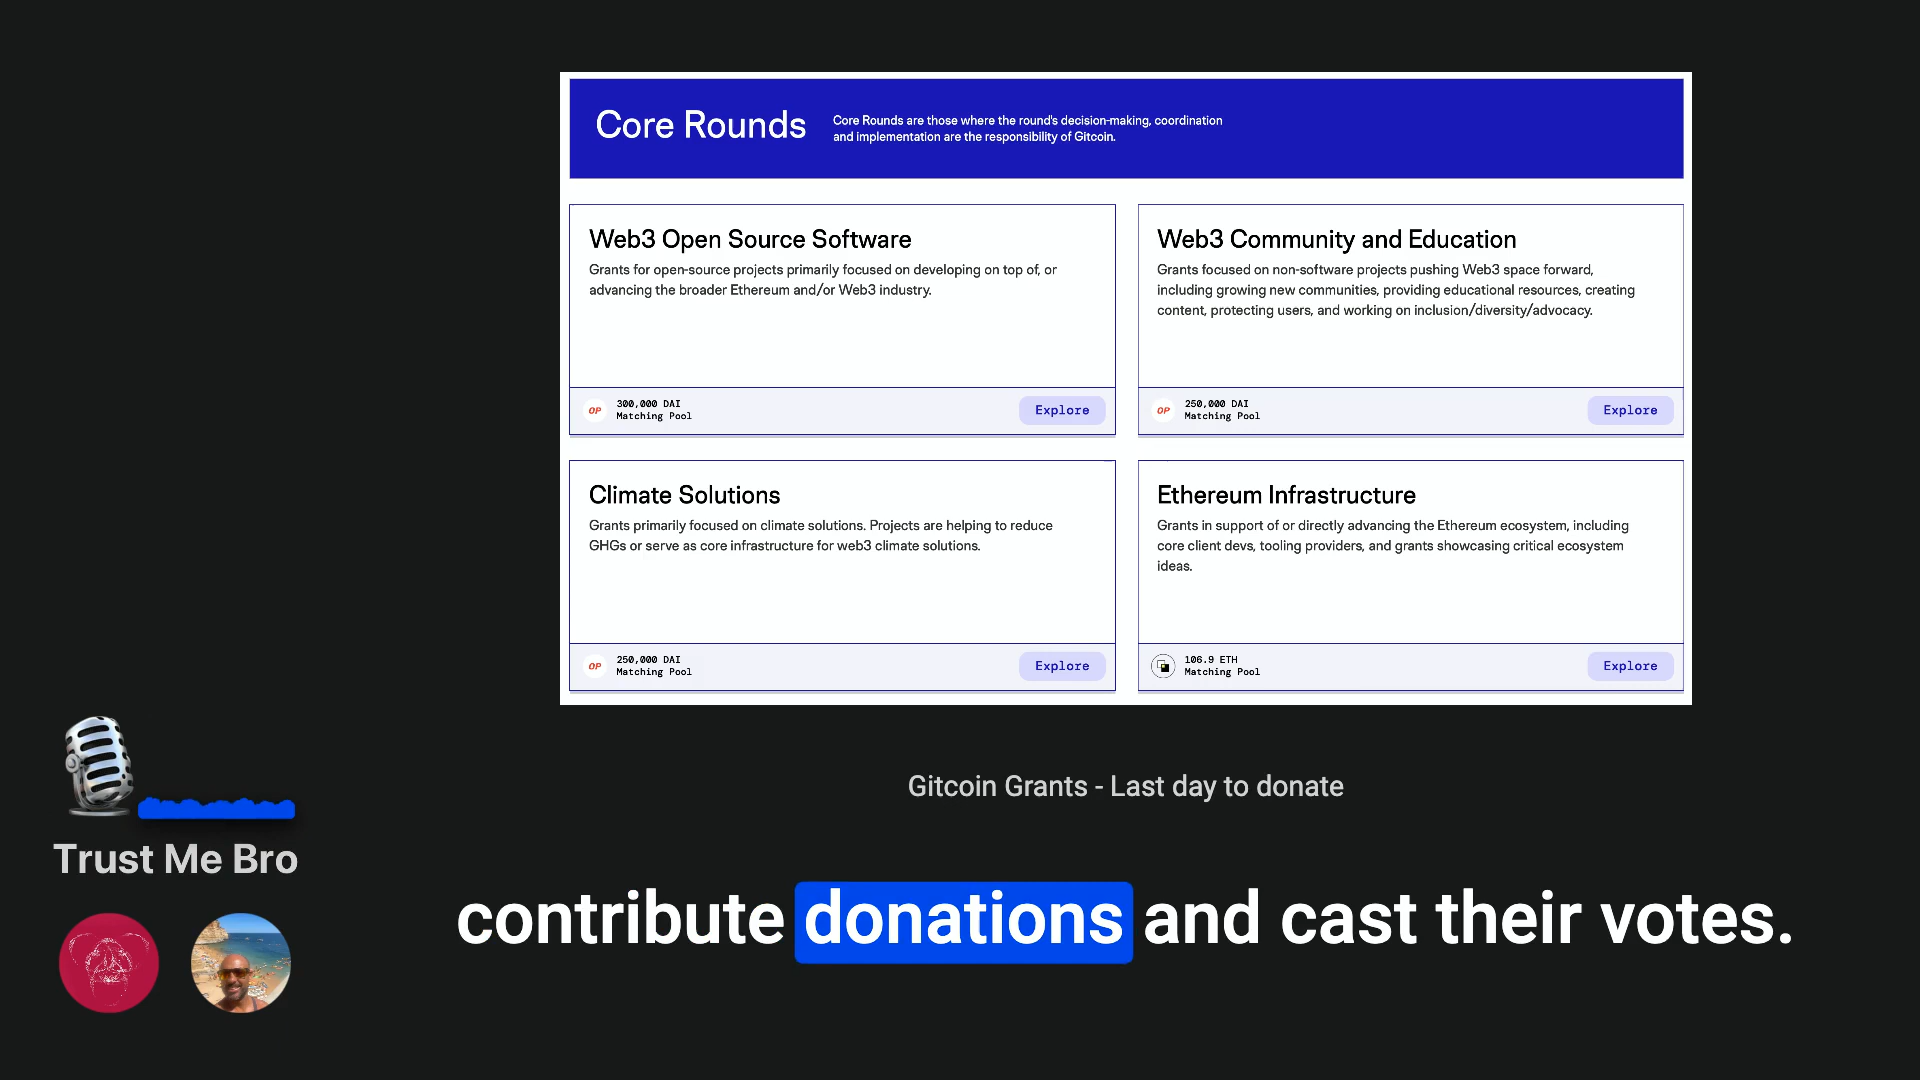 Core Rounds
Core Rounds are those where the round's decision-making, coordination
and implementation are the responsibility of Gitcoin.
Web3 Open Source Software
Grants for open-source projects primarily focused on developing on top of, or
advancing the broader Ethereum and/or Web3 industry.
OP
300,000 DAI
Matching Pool
Explore
Web3 Community and Education
Grants focused on non-software projects pushing Web3 space forward,
including growing new communities, providing educational resources, creating
content, protecting users, and working on inclusion/diversity/advocacy.
OP
250,000 DAI
Matching Pool
Explore
Climate Solutions
Grants primarily focused on climate solutions. Projects are helping to reduce
GHGs or serve as core infrastructure for web3 climate solutions.
OP
250,000 DAI
Matching Pool
Explore
Ethereum Infrastructure
Grants in support of or directly advancing the Ethereum ecosystem, including
core client devs, tooling providers, and grants showcasing critical ecosystem
ideas.
106.9 ETH
Matching Pool
Explore
Gitcoin Grants - Last day to donate
Trust Me Bro
contribute donations and cast their votes.